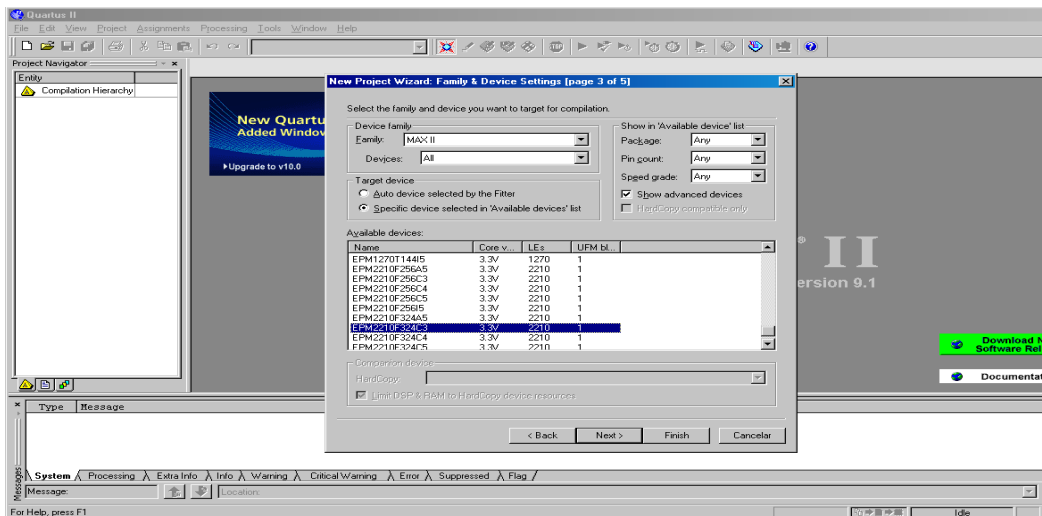 Quartus II
File Edit View Project Assignments Processing Tools Window Help
Project Navigator
Entity
Compilation Hierarchy
New Quartu
Added Window
Upgrade to v10.0
II
ersion 9.1
Download N
Software Rel
Documentat
New Project Wizard: Family & Device Settings [page 3 of 5]
Select the family and device you want to target for compilation.
Device family
Family: MAX II
Devices: All
Target device
Auto device selected by the Fitter
Specific device selected in 'Available devices' list
Show in 'Available device' list
Package: Any
Pin count: Any
Speed grade: Any
Show advanced devices
HardCopy compatible only
Available devices:
Name Core v... LEs UFM bl...
EPM1270T144I5 3.3V 1270 1
EPM2210F256A5 3.3V 2210 1
EPM2210F256C3 3.3V 2210 1
EPM2210F256C4 3.3V 2210 1
EPM2210F256C5 3.3V 2210 1
EPM2210F256I5 3.3V 2210 1
EPM2210F324A5 3.3V 2210 1
EPM2210F324C3 3.3V 2210 1
EPM2210F324C4 3.3V 2210 1
EPM2210F324C5 3.3V 2210 1
Companion device
HardCopy:
Limit DSP & RAM to HardCopy device resources
< Back Next > Finish Cancelar
Type Message
Messages
System Processing Extra Info Info Warning Critical Warning Error Suppressed Flag
Message: Location:
For Help, press F1 Idle